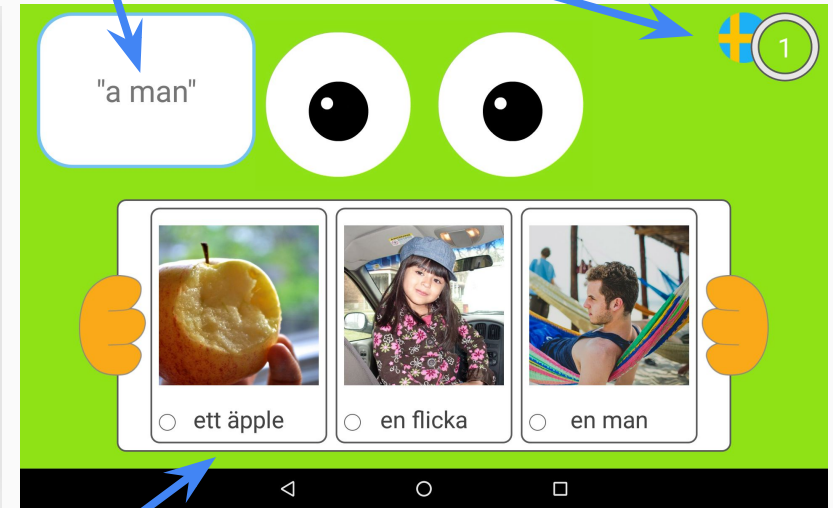 "a man"
1
ett äpple
en flicka
en man